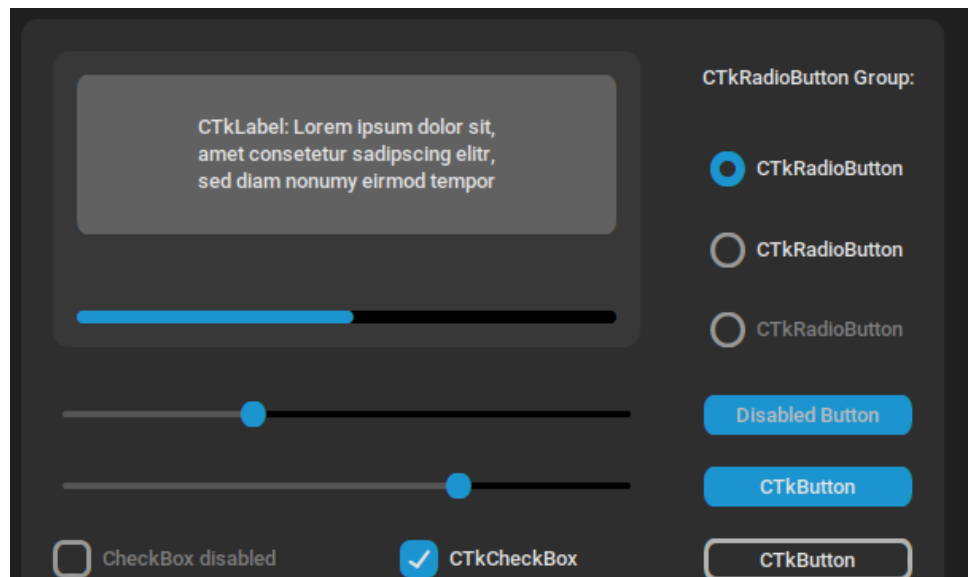 CTkLabel: Lorem ipsum dolor sit,
amet consetetur sadipscing elitr,
sed diam nonumy eirmod tempor
CTkRadioButton Group:
CTkRadioButton
CTkRadioButton
CTkRadioButton
Disabled Button
CTkButton
CheckBox disabled
CTkCheckBox
CTkButton